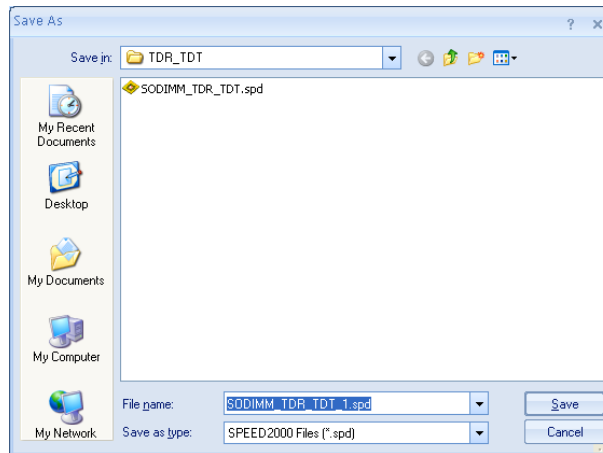 Save As
Save in:
TDR_TDT
SODIMM_TDR_TDT.spd
My Recent
Documents
Desktop
My Documents
My Computer
My Network
File name:
SODIMM_TDR_TDT_1.spd
Save
Save as type:
SPEED2000 Files (*.spd)
Cancel